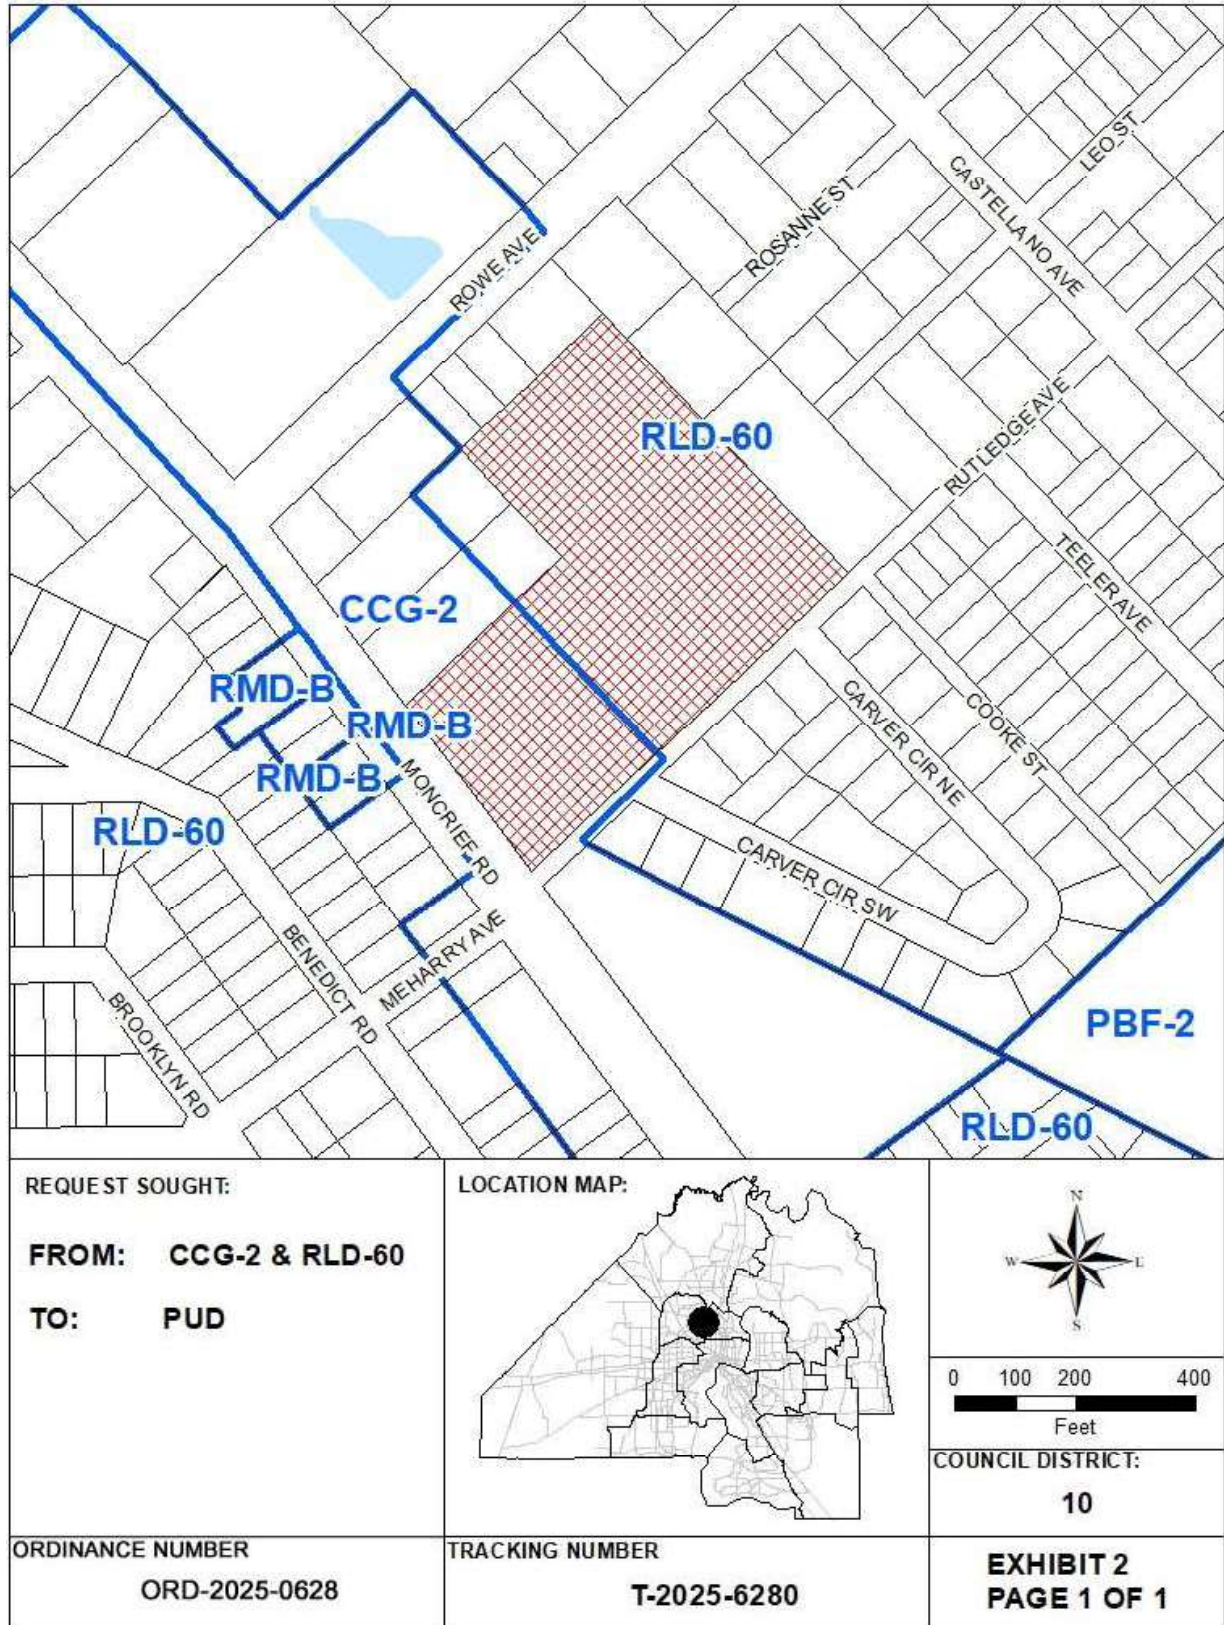 LEO ST
CASTELLANO AVE
ROSANNE ST
ROWE AVE
RLD-60
RUTLEDGE AVE
TEELER AVE
CCG-2
RMD-B
RMD-B
RMD-B
CARVER CIR NE
COOKE ST
MONCRIEF RD
RLD-60
CARVER CIR SW
MEHARRY AVE
BENEDICT RD
BROOKLYN RD
PBF-2
RLD-60
REQUEST SOUGHT:
FROM: CCG-2 & RLD-60
TO: PUD
LOCATION MAP:
N
W E
S
0 100 200 400
Feet
COUNCIL DISTRICT:
10
ORDINANCE NUMBER
ORD-2025-0628
TRACKING NUMBER
T-2025-6280
EXHIBIT 2
PAGE 1 OF 1